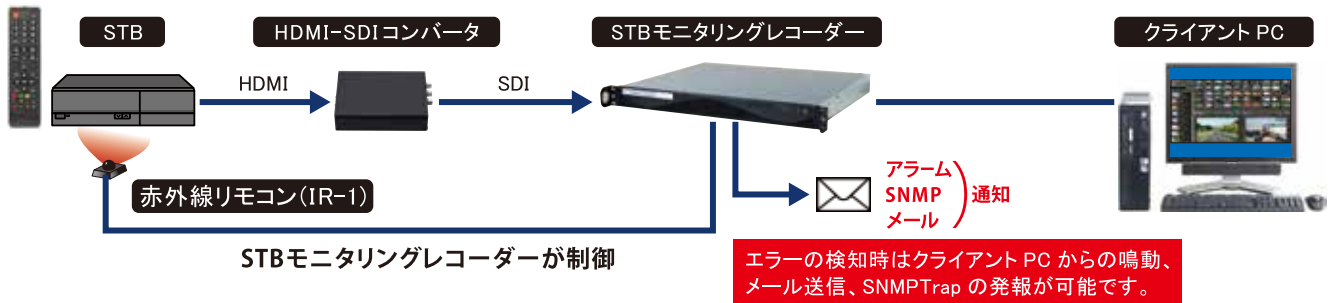 STB
HDMI-SDIコンバータ
STBモニタリングレコーダー
クライアント PC
HDMI
SDI
赤外線リモコン(IR-1)
アラーム
SNMP
メール
通知
STBモニタリングレコーダーが制御
エラーの検知時はクライアント PC からの鳴動、
メール送信、SNMPTrap の発報が可能です。